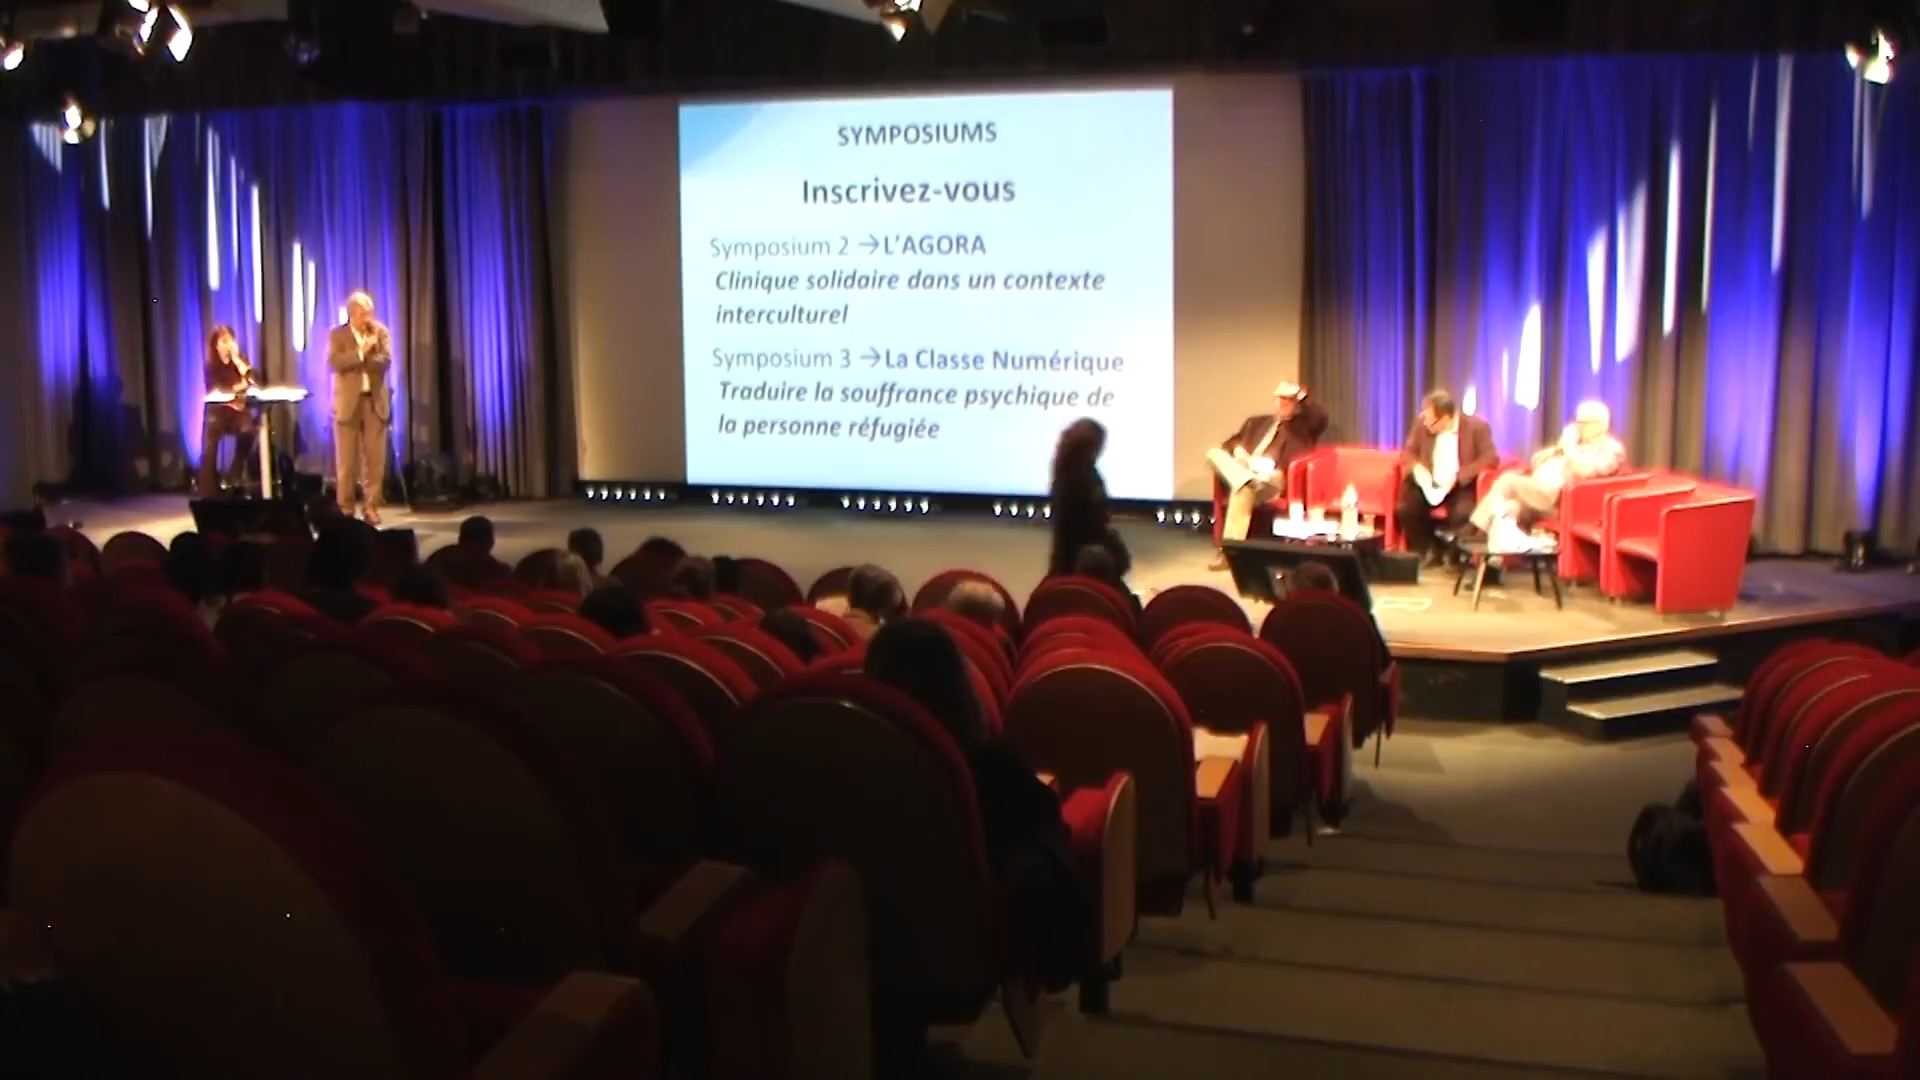 SYMPOSIUMS
Inscrivez-vous
Symposium 2 →L'AGORA
Clinique solidaire dans un contexte
interculturel
Symposium 3 →La Classe Numérique
Traduire la souffrance psychique de
la personne réfugiée